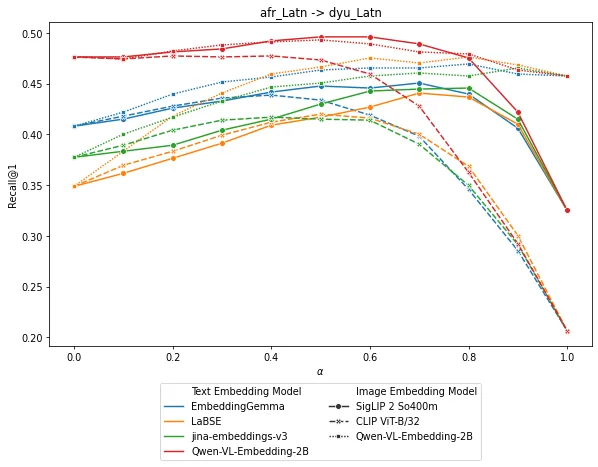 afr_Latn -> dyu_Latn
Recall@1
0.50
0.45
0.40
0.35
0.30
0.25
0.20
0.0 0.2 0.4 0.6 0.8 1.0
α
Text Embedding Model Image Embedding Model
EmbeddingGemma SigLIP 2 So400m
LaBSE CLIP ViT-B/32
jina-embeddings-v3 Qwen-VL-Embedding-2B
Qwen-VL-Embedding-2B